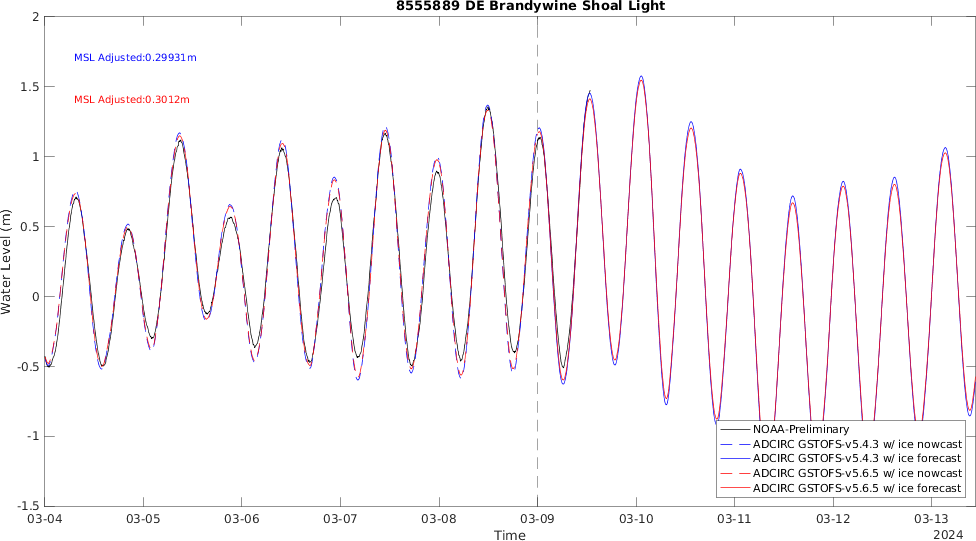 8555889 DE Brandywine Shoal Light
MSL Adjusted:0.29931m
MSL Adjusted:0.3012m
Water Level (m)
2
1.5
1
0.5
0
-0.5
-1
-1.5
NOAA-Preliminary
ADCIRC GSTOFS-v5.4.3 w/ ice nowcast
ADCIRC GSTOFS-v5.4.3 w/ ice forecast
ADCIRC GSTOFS-v5.6.5 w/ ice nowcast
ADCIRC GSTOFS-v5.6.5 w/ ice forecast
03-04 03-05 03-06 03-07 03-08 03-09 03-10 03-11 03-12 03-13
Time
2024